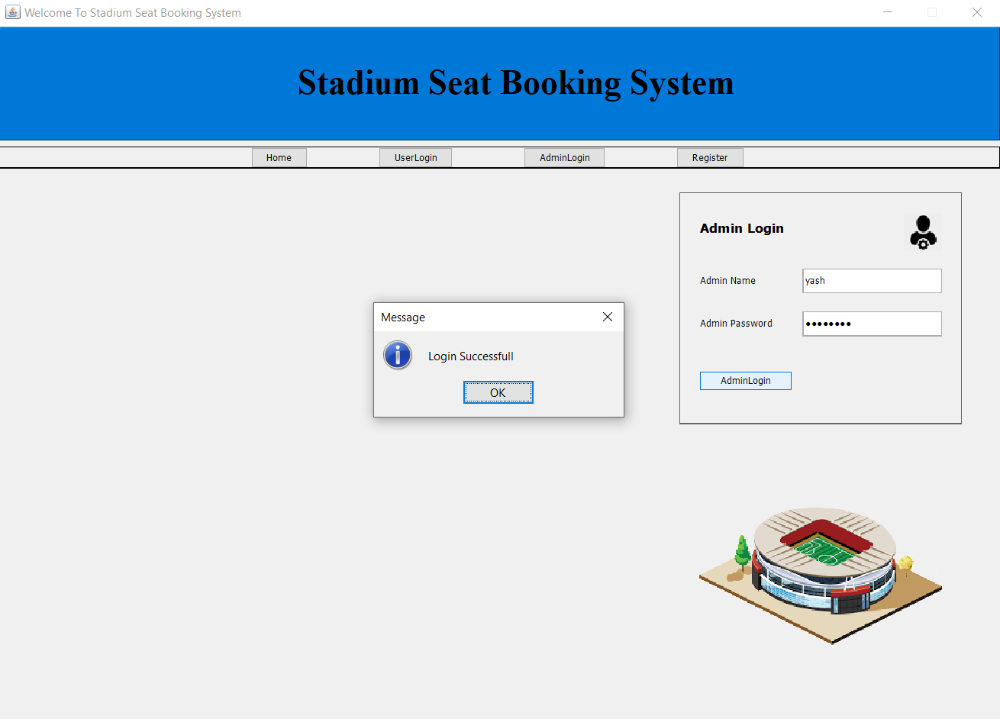 Welcome To Stadium Seat Booking System
Stadium Seat Booking System
Home UserLogin AdminLogin Register
Admin Login
Admin Name yash
Admin Password ••••••••
AdminLogin
Message
Login Successfull
OK